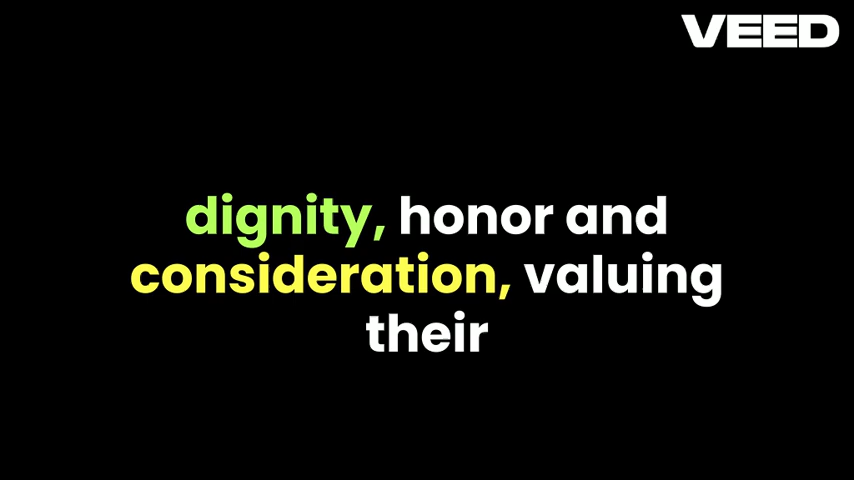 VEED
dignity, honor and
consideration, valuing
their